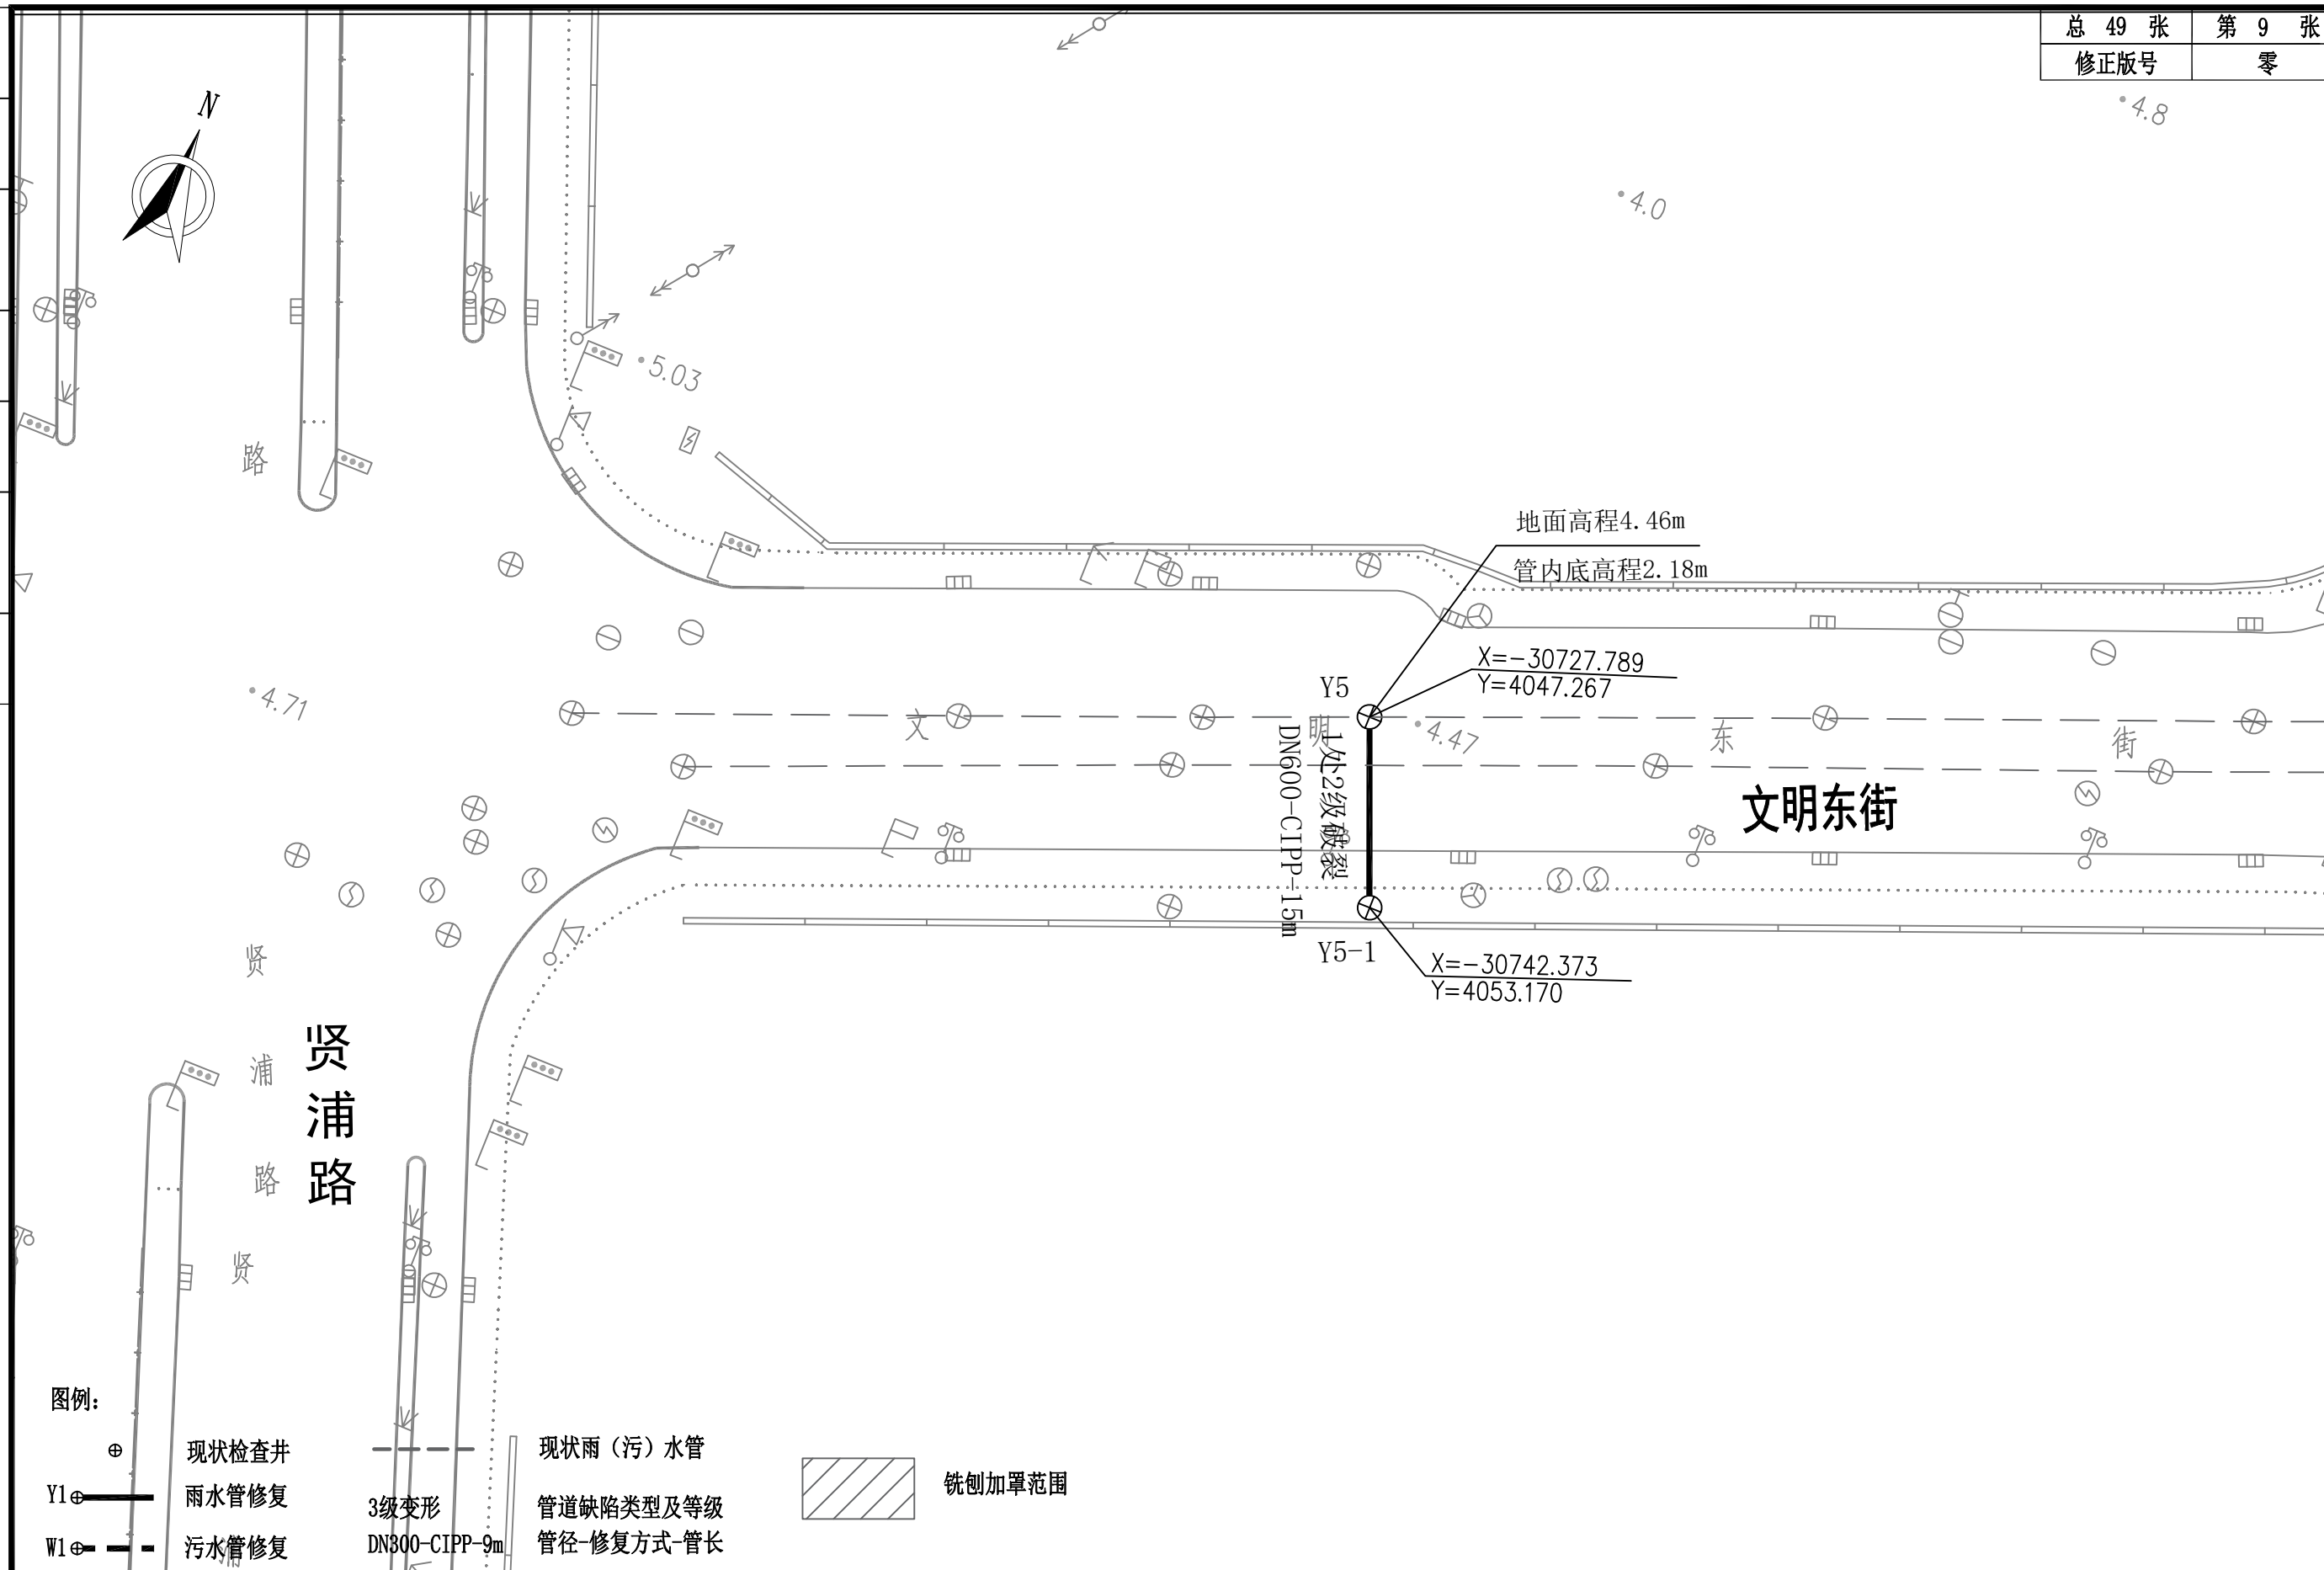 总 49 张 第 9 张
修正版号 零
N
4.8
4.0
5.03
路
地面高程4.46m
管内底高程2.18m
X=-30727.789
Y=4047.267
Y5
4.71
文 明 东 街
4.47
1处2级破裂
DN600-CIPP-15m
文明东街
Y5-1
X=-30742.373
Y=4053.170
贤
浦
路
贤浦路
贤
浦
图例:
现状检查井
现状雨（污）水管
铣刨加罩范围
Y1
雨水管修复
3级变形
管道缺陷类型及等级
W1
污水管修复
DN300-CIPP-9m
管径-修复方式-管长